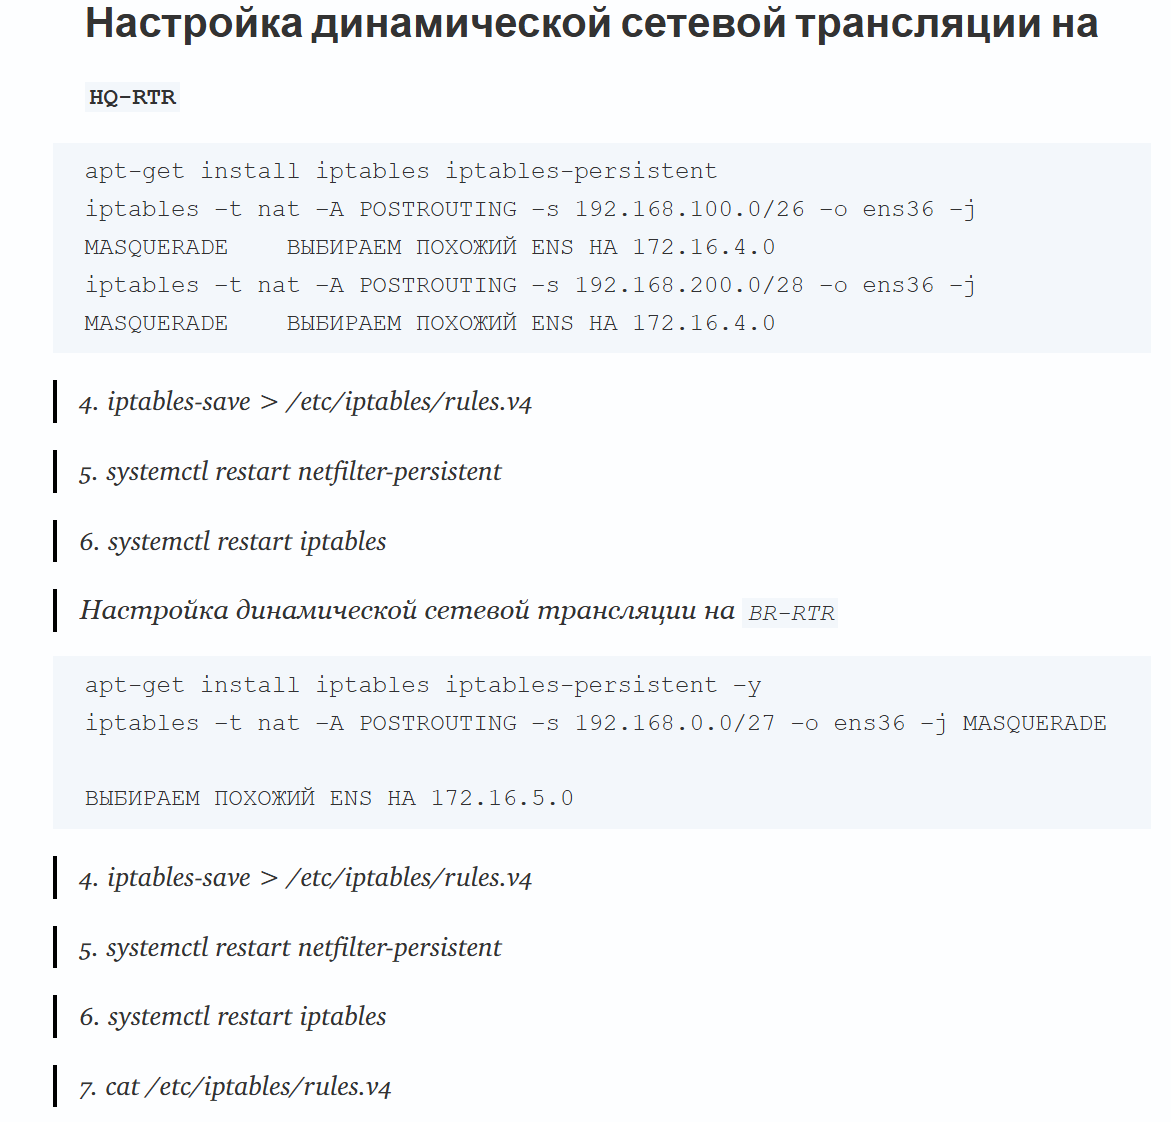 Настройка динамической сетевой трансляции на
HQ-RTR
apt-get install iptables iptables-persistent
iptables -t nat -A POSTROUTING -s 192.168.100.0/26 -o ens36 -j
MASQUERADE    ВЫБИРАЕМ ПОХОЖИЙ ENS НА 172.16.4.0
iptables -t nat -A POSTROUTING -s 192.168.200.0/28 -o ens36 -j
MASQUERADE    ВЫБИРАЕМ ПОХОЖИЙ ENS НА 172.16.4.0
4. iptables-save > /etc/iptables/rules.v4
5. systemctl restart netfilter-persistent
6. systemctl restart iptables
Настройка динамической сетевой трансляции на BR-RTR
apt-get install iptables iptables-persistent -y
iptables -t nat -A POSTROUTING -s 192.168.0.0/27 -o ens36 -j MASQUERADE
ВЫБИРАЕМ ПОХОЖИЙ ENS НА 172.16.5.0
4. iptables-save > /etc/iptables/rules.v4
5. systemctl restart netfilter-persistent
6. systemctl restart iptables
7. cat /etc/iptables/rules.v4